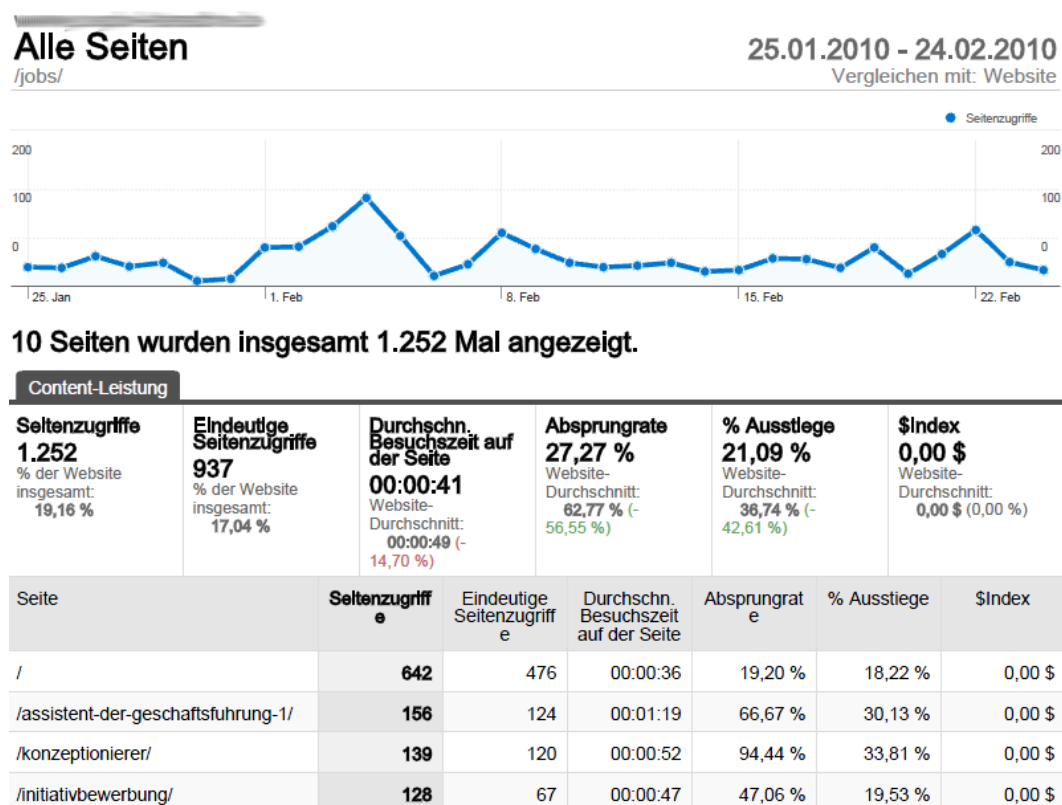 Alle Seiten
/jobs/
25.01.2010 - 24.02.2010
Vergleichen mit: Website
Seitenzugriffe
200
200
100
100
0
0
25. Jan
1. Feb
8. Feb
15. Feb
22. Feb
10 Seiten wurden insgesamt 1.252 Mal angezeigt.
Content-Leistung
Seitenzugriffe
1.252
% der Website
insgesamt:
19,16 %
Eindeutige
Seitenzugriffe
937
% der Website
insgesamt:
17,04 %
Durchschn.
Besuchszeit auf
der Seite
00:00:41
Website-
Durchschnitt:
00:00:49 (-
14,70 %)
Absprungrate
27,27 %
Website-
Durchschnitt:
62,77 % (-
56,55 %)
% Ausstiege
21,09 %
Website-
Durchschnitt:
36,74 % (-
42,61 %)
$Index
0,00 $
Website-
Durchschnitt:
0,00 $ (0,00 %)
Seite
Seitenzugriff
e
Eindeutige
Seitenzugriff
e
Durchschn.
Besuchszeit
auf der Seite
Absprungrat
e
% Ausstiege
$Index
/ 642 476 00:00:36 19,20 % 18,22 % 0,00 $
/assistent-der-geschaftsfuhrung-1/ 156 124 00:01:19 66,67 % 30,13 % 0,00 $
/konzeptionierer/ 139 120 00:00:52 94,44 % 33,81 % 0,00 $
/initiativbewerbung/ 128 67 00:00:47 47,06 % 19,53 % 0,00 $